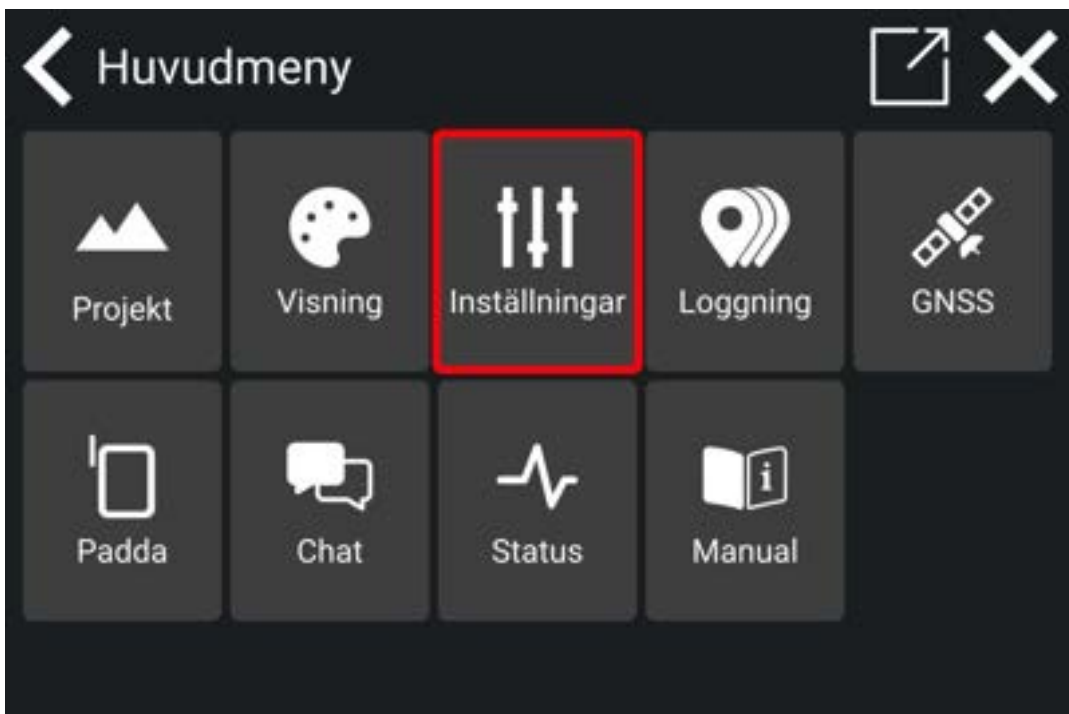 Huvudmeny
Projekt
Visning
Inställningar
Loggning
GNSS
Padda
Chat
Status
i
Manual